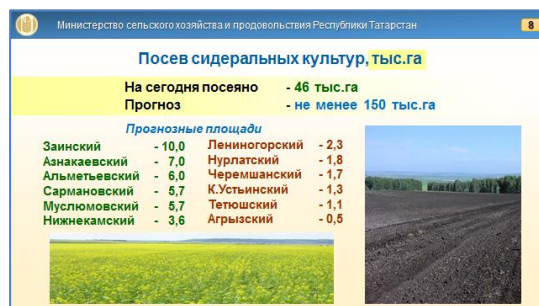 Министерство сельского хозяйства и продовольствия Республики Татарстан
8
Посев сидеральных культур, тыс.га
На сегодня посеяно - 46 тыс.га
Прогноз - не менее 150 тыс.га
Прогнозные площади
Заинский - 10,0
Азнакаевский - 7,0
Альметьевский - 6,0
Сармановский - 5,7
Муслюмовский - 5,7
Нижнекамский - 3,6
Лениногорский - 2,3
Нурлатский - 1,8
Черемшанский - 1,7
К.Устьинский - 1,3
Тетюшский - 1,1
Агрызский - 0,5